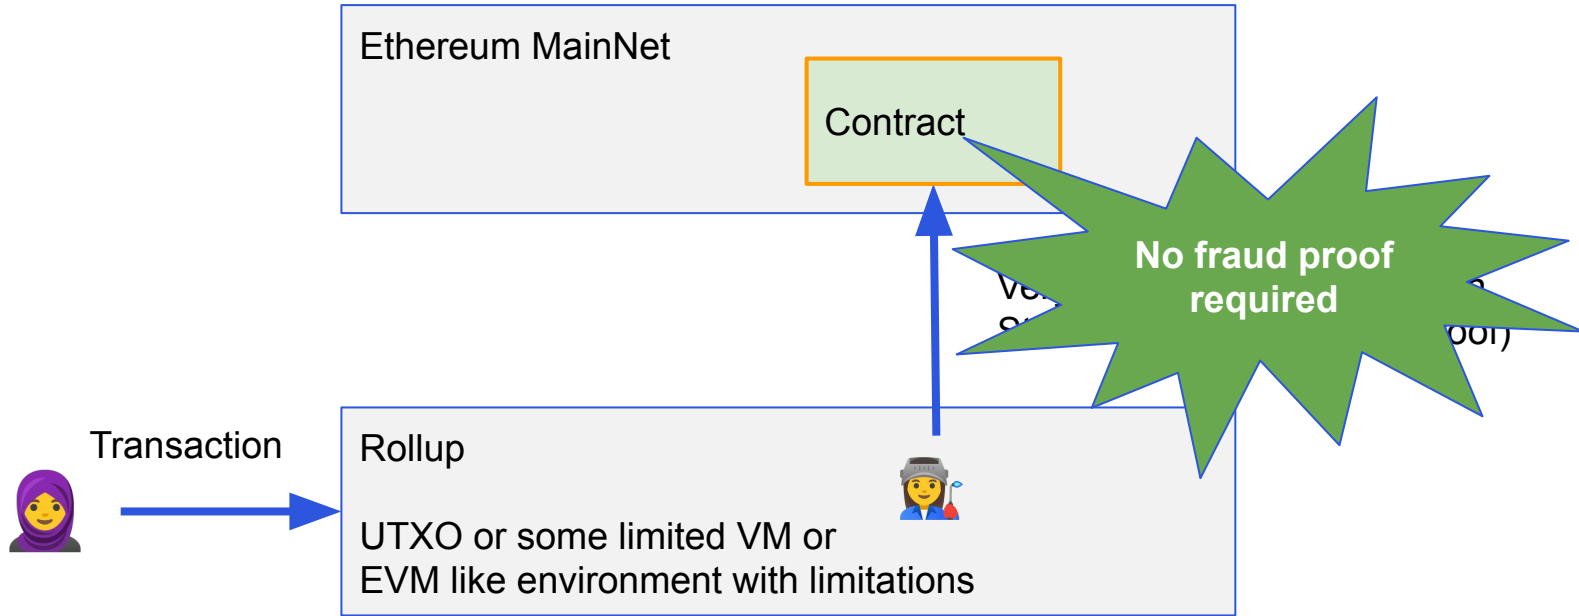 Ethereum MainNet
Contract
No fraud proof
required
Transaction
Rollup
UTXO or some limited VM or
EVM like environment with limitations